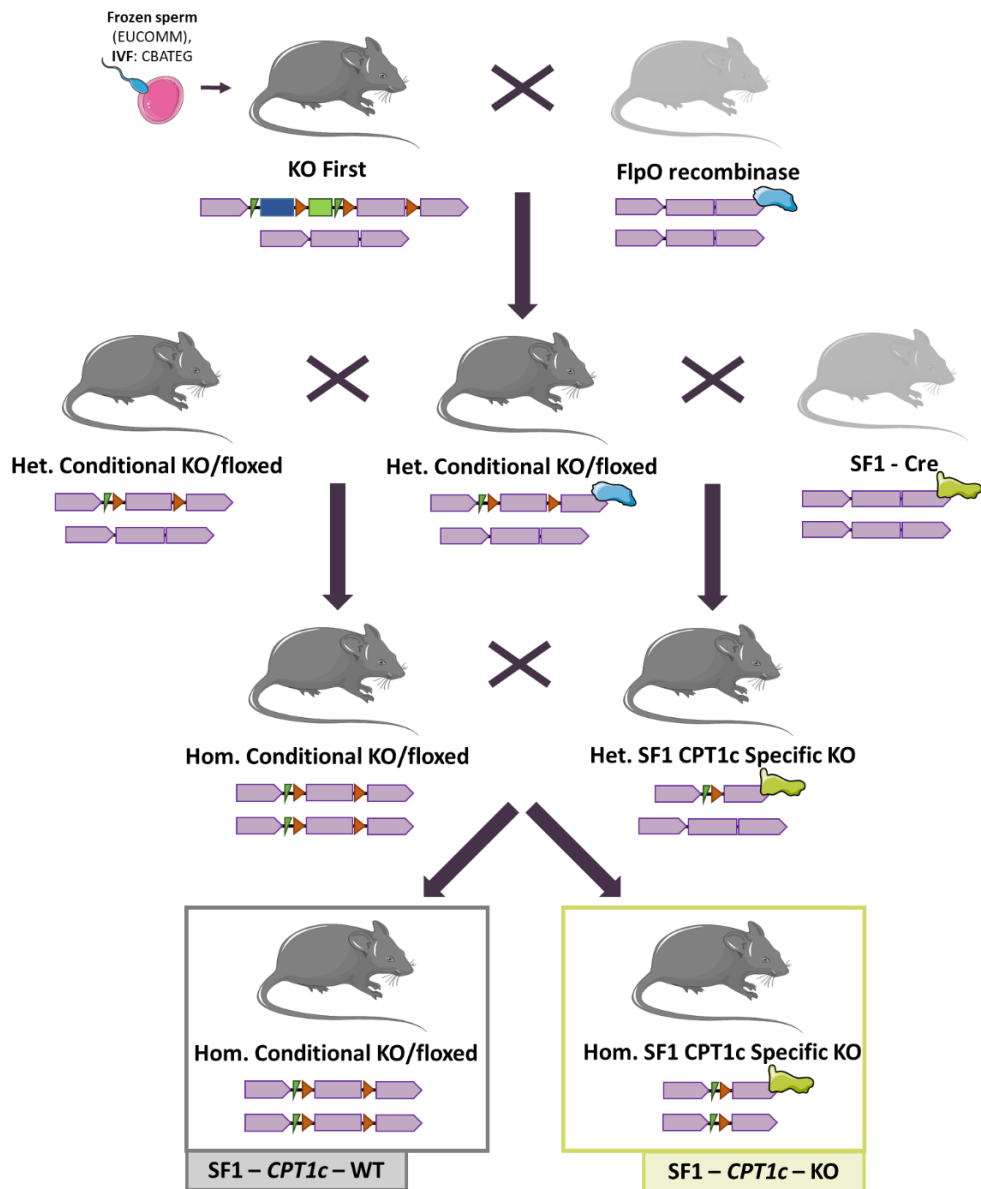 Frozen sperm
(EUCOMM),
IVF: CBATEG
KO First
FlpO recombinase
Het. Conditional KO/floxed
Het. Conditional KO/floxed
SF1 - Cre
Hom. Conditional KO/floxed
Het. SF1 CPT1c Specific KO
Hom. Conditional KO/floxed
Hom. SF1 CPT1c Specific KO
SF1 – CPT1c – WT
SF1 – CPT1c – KO